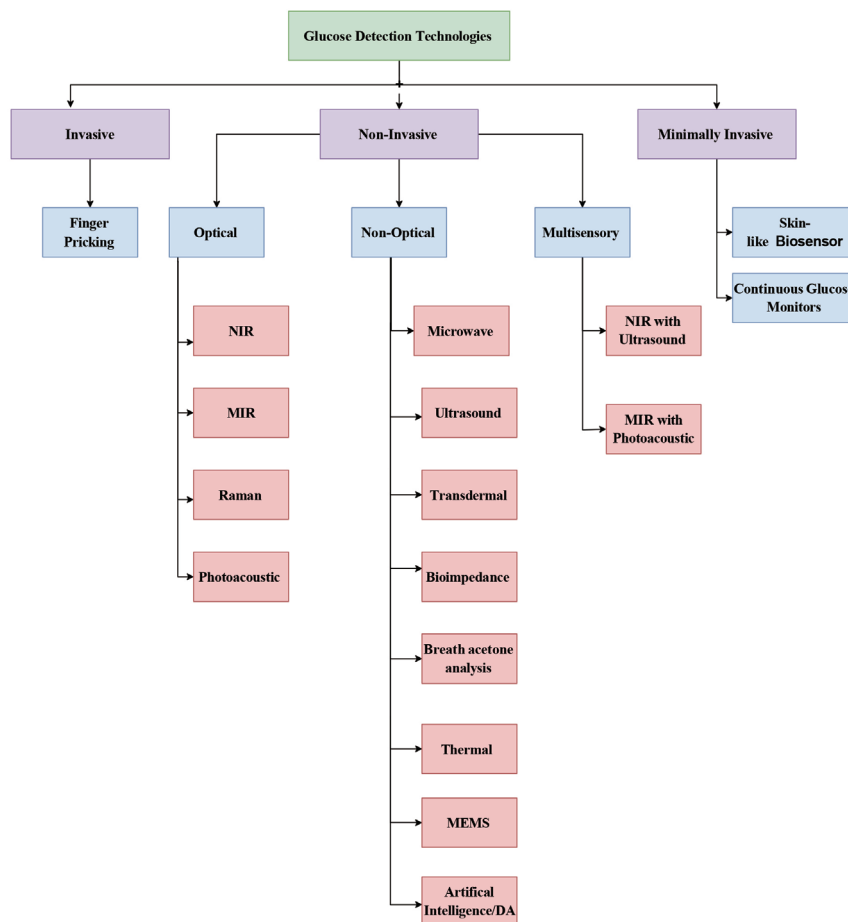 Glucose Detection Technologies
Invasive
Non-Invasive
Minimally Invasive
Finger
Pricking
Optical
Non-Optical
Multisensory
Skin-
like Biosensor
Continuous Glucose
Monitors
NIR
MIR
Raman
Photoacoustic
Microwave
Ultrasound
Transdermal
Bioimpedance
Breath acetone
analysis
Thermal
MEMS
Artifical
Intelligence/DA
NIR with
Ultrasound
MIR with
Photoacoustic